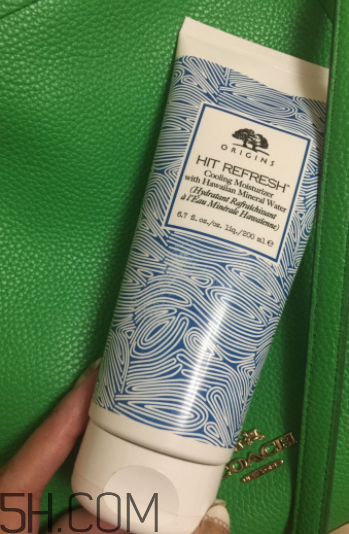 ORIGINS
HIT REFRESH™
Cooling Moisturizer
with Hawaiian Mineral Water
(Hydratant Rafraîchissant
à l'Eau Minérale Hawaïenne)
6.7 fl.oz./oz. liq./200 ml ℮
COACH
5H.COM